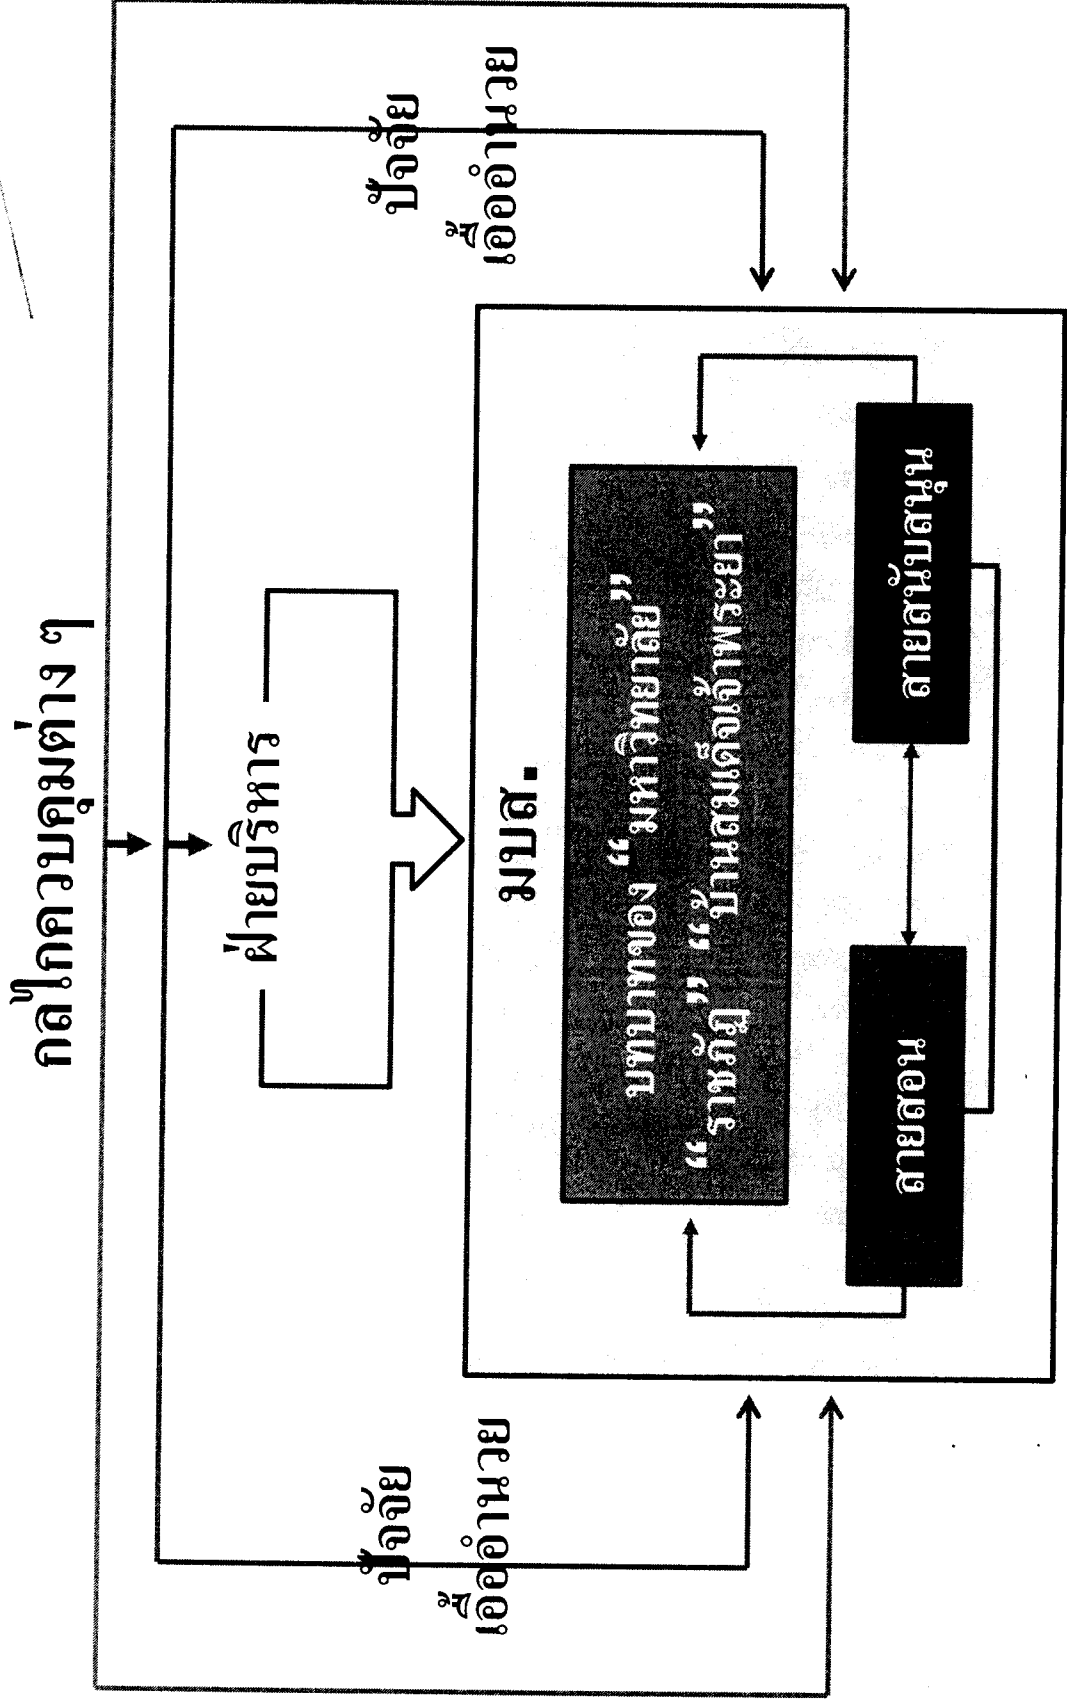 กลไกควบคุมต่าง ๆ
ฝ่ายบริหาร
ปัจจัย
เอื้ออำนวย
ปัจจัย
เอื้ออำนวย
มบส.
บทบาทของ “มหาวิทยาลัย”
“ราชภัฏ” “บ้านสมเด็จเจ้าพระยา”
สายสอน
สายสนับสนุน